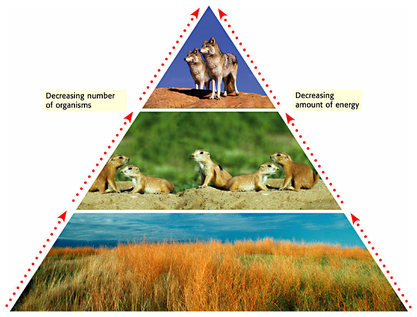 Decreasing number
of organisms
Decreasing
amount of energy